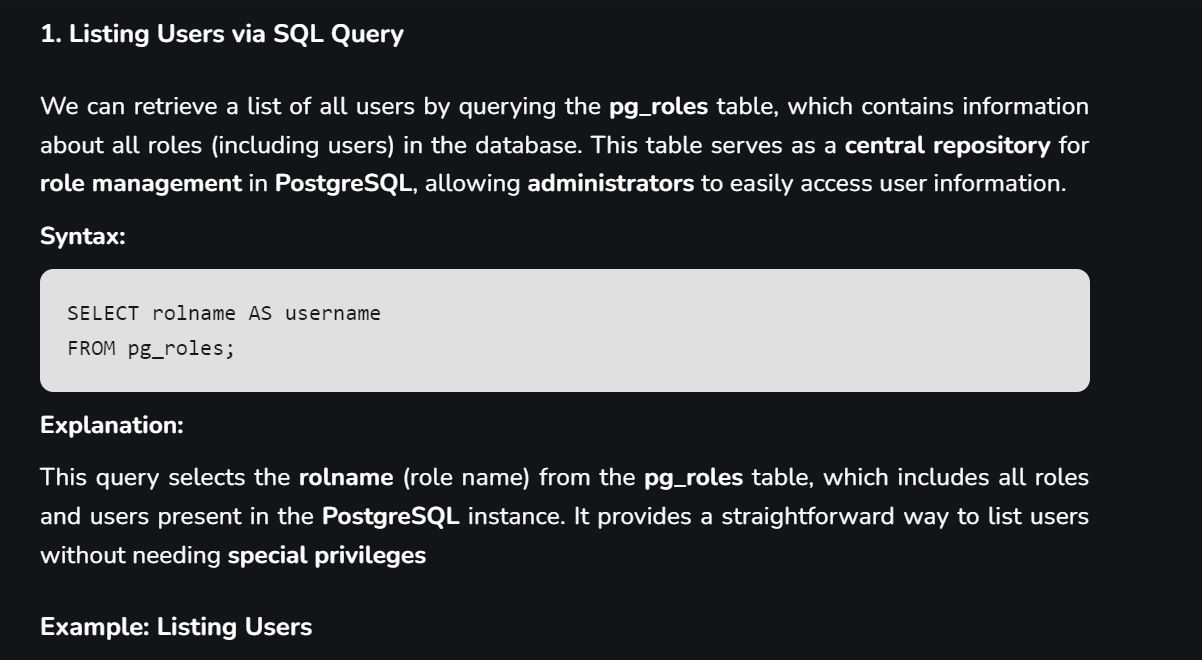 1. Listing Users via SQL Query
We can retrieve a list of all users by querying the pg_roles table, which contains information
about all roles (including users) in the database. This table serves as a central repository for
role management in PostgreSQL, allowing administrators to easily access user information.
Syntax:
SELECT rolname AS username
FROM pg_roles;
Explanation:
This query selects the rolname (role name) from the pg_roles table, which includes all roles
and users present in the PostgreSQL instance. It provides a straightforward way to list users
without needing special privileges
Example: Listing Users